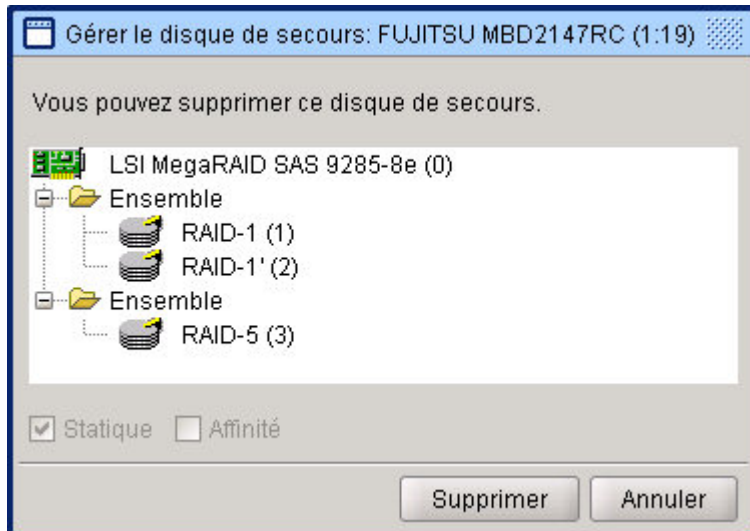 Gérer le disque de secours: FUJITSU MBD2147RC (1:19)
Vous pouvez supprimer ce disque de secours.
LSI MegaRAID SAS 9285-8e (0)
Ensemble
RAID-1 (1)
RAID-1' (2)
Ensemble
RAID-5 (3)
Statique Affinité
Supprimer Annuler